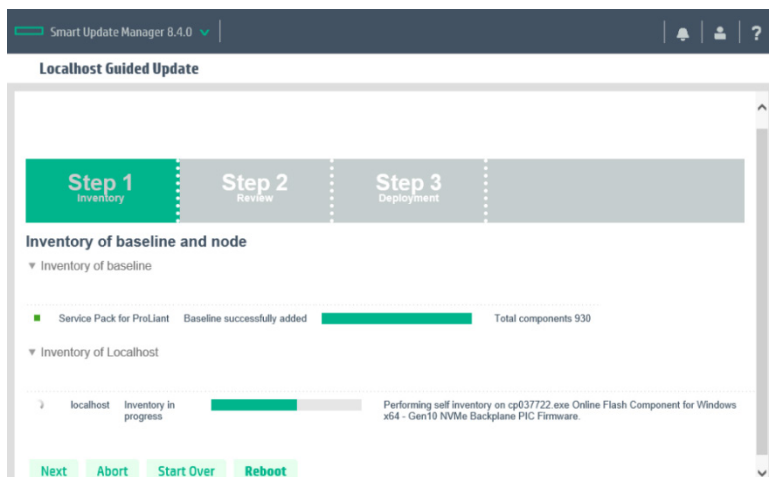 Smart Update Manager 8.4.0
?
Localhost Guided Update
Step 1
Inventory
Step 2
Review
Step 3
Deployment
Inventory of baseline and node
Inventory of baseline
Service Pack for ProLiant Baseline successfully added Total components 930
Inventory of Localhost
localhost Inventory in progress Performing self inventory on cp037722.exe Online Flash Component for Windows
x64 - Gen10 NVMe Backplane PIC Firmware.
Next Abort Start Over Reboot